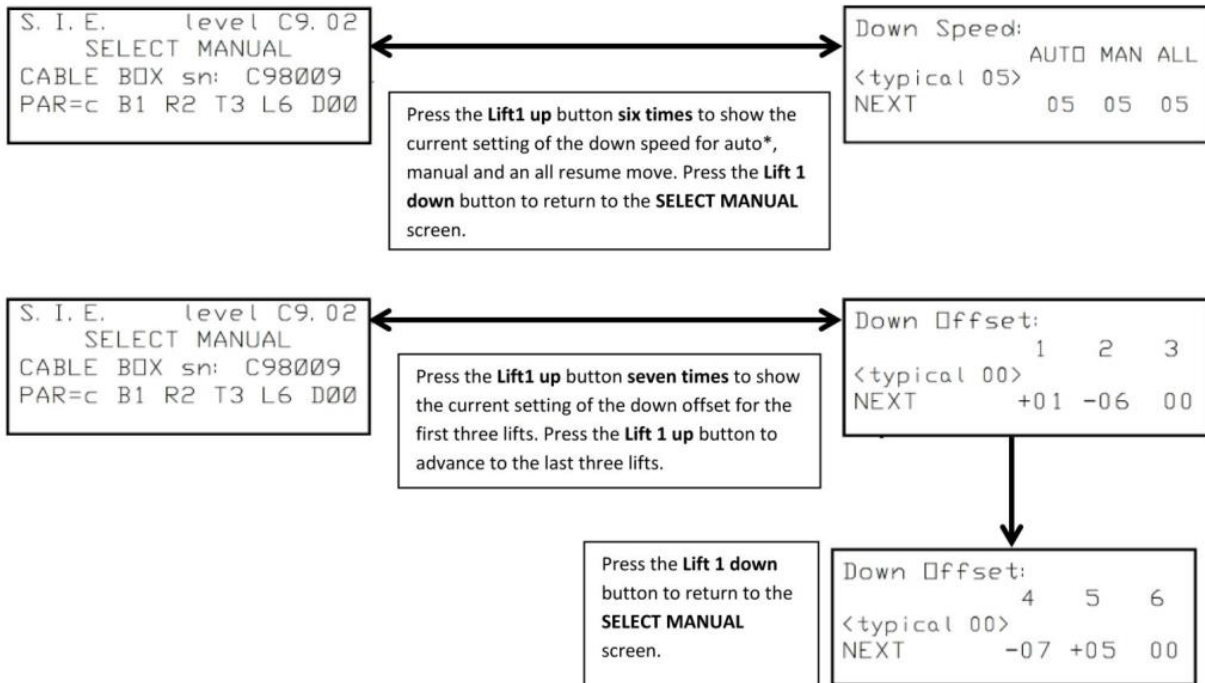 S. I. E. level C9.02
SELECT MANUAL
CABLE BOX sn: C98009
PAR=c B1 R2 T3 L6 D00
Down Speed:
AUTO MAN ALL
<typical 05>
NEXT 05 05 05
Press the Lift1 up button six times to show the
current setting of the down speed for auto*,
manual and an all resume move. Press the Lift 1
down button to return to the SELECT MANUAL
screen.
S. I. E. level C9.02
SELECT MANUAL
CABLE BOX sn: C98009
PAR=c B1 R2 T3 L6 D00
Down Offset:
1 2 3
<typical 00>
NEXT +01 -06 00
Press the Lift1 up button seven times to show
the current setting of the down offset for the
first three lifts. Press the Lift 1 up button to
advance to the last three lifts.
Press the Lift 1 down
button to return to the
SELECT MANUAL
screen.
Down Offset:
4 5 6
<typical 00>
NEXT -07 +05 00